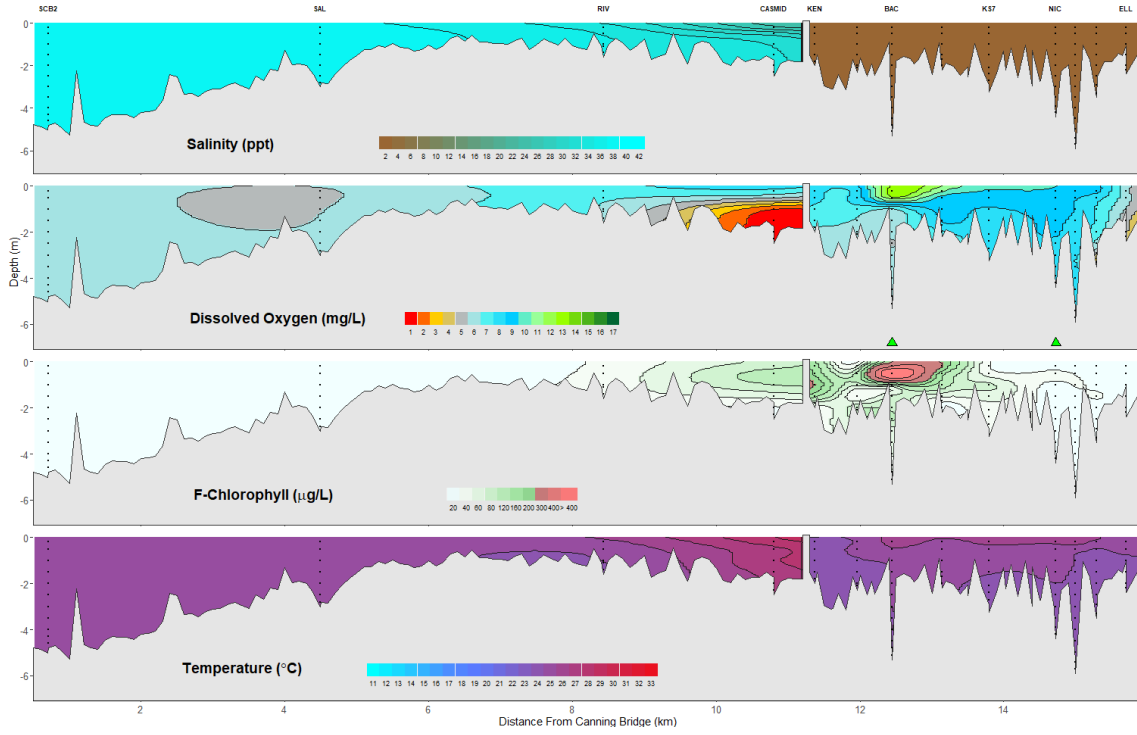 SCB2 SAL RIV CASMID KEN BAC KS7 NIC ELL
0
-2
-4
-6
Salinity (ppt)
2 4 6 8 10 12 14 16 18 20 22 24 26 28 30 32 34 36 38 40 42
0
-2
-4
-6
Depth (m)
Dissolved Oxygen (mg/L)
1 2 3 4 5 6 7 8 9 10 11 12 13 14 15 16 17
0
-2
-4
-6
F-Chlorophyll (µg/L)
20 40 60 80 120 160 200 300 400 > 400
0
-2
-4
-6
Temperature (°C)
11 12 13 14 15 16 17 18 19 20 21 22 23 24 25 26 27 28 29 30 31 32 33
2 4 6 8 10 12 14
Distance From Canning Bridge (km)